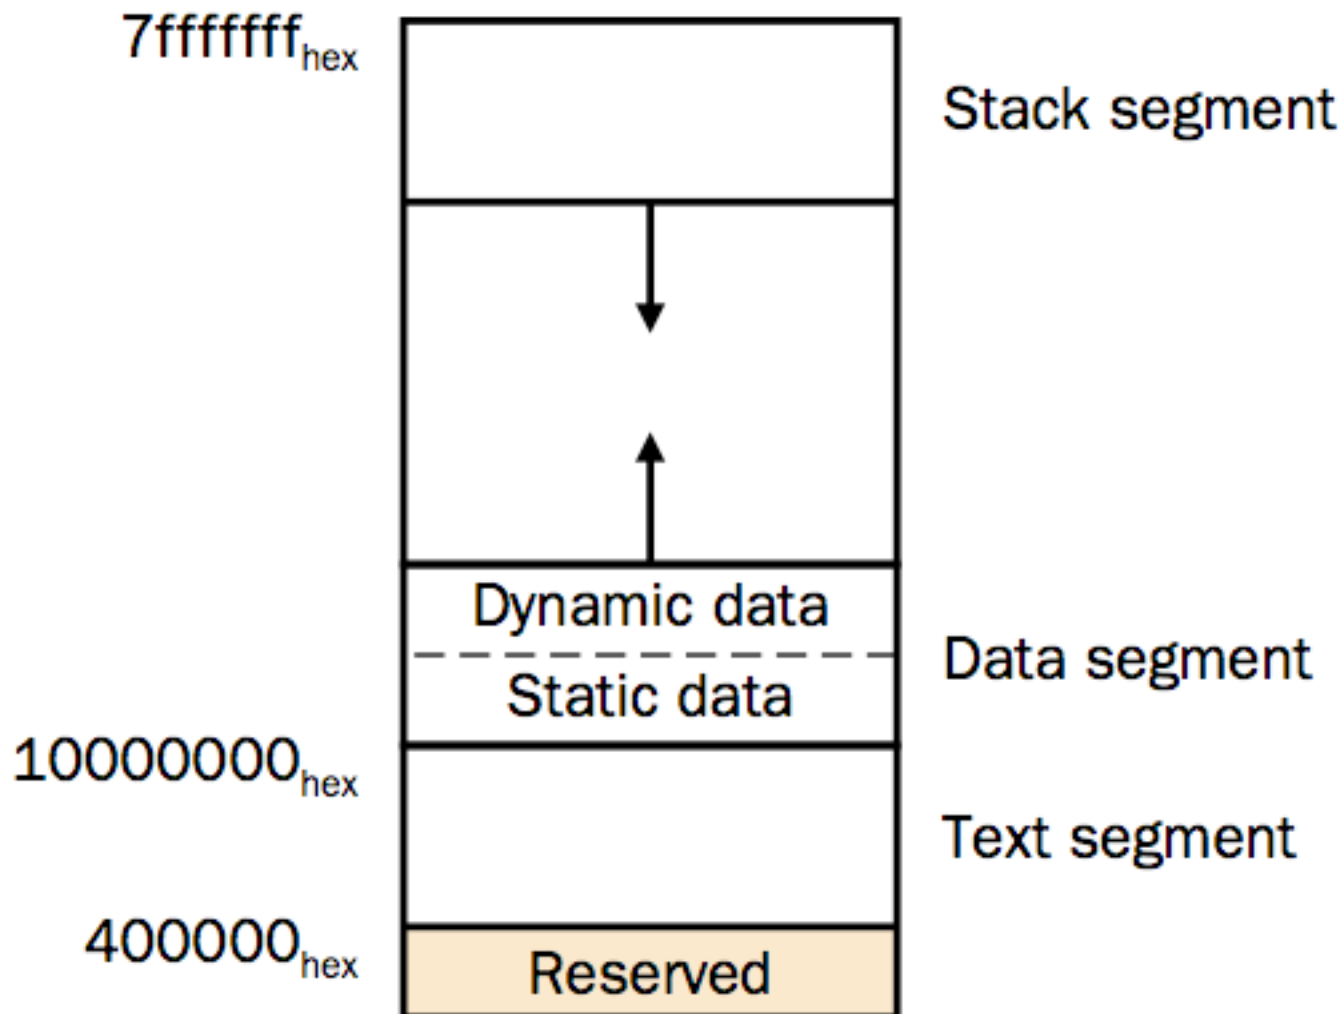 7fffffffhex
Stack segment
Dynamic data
Data segment
Static data
10000000hex
Text segment
400000hex
Reserved